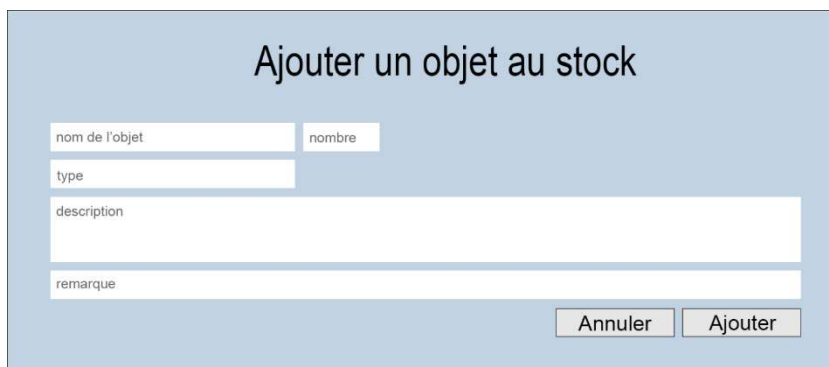 Ajouter un objet au stock
nom de l'objet nombre
type
description
remarque
Annuler Ajouter